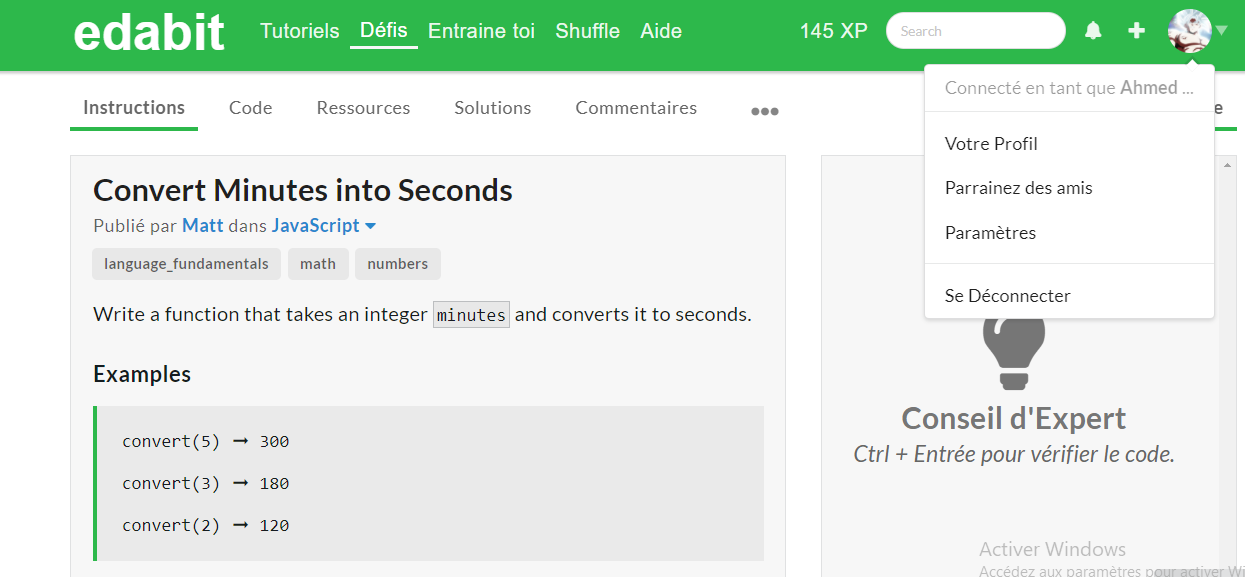 edabit Tutoriels Défis Entraine toi Shuffle Aide 145 XP Search
Connecté en tant que Ahmed ...
Votre Profil
Parrainez des amis
Paramètres
Se Déconnecter
Instructions Code Ressources Solutions Commentaires
Convert Minutes into Seconds
Publié par Matt dans JavaScript
language_fundamentals math numbers
Write a function that takes an integer minutes and converts it to seconds.
Examples
convert(5) ➞ 300
convert(3) ➞ 180
convert(2) ➞ 120
Conseil d'Expert
Ctrl + Entrée pour vérifier le code.
Activer Windows
Accédez aux paramètres pour activer Wi